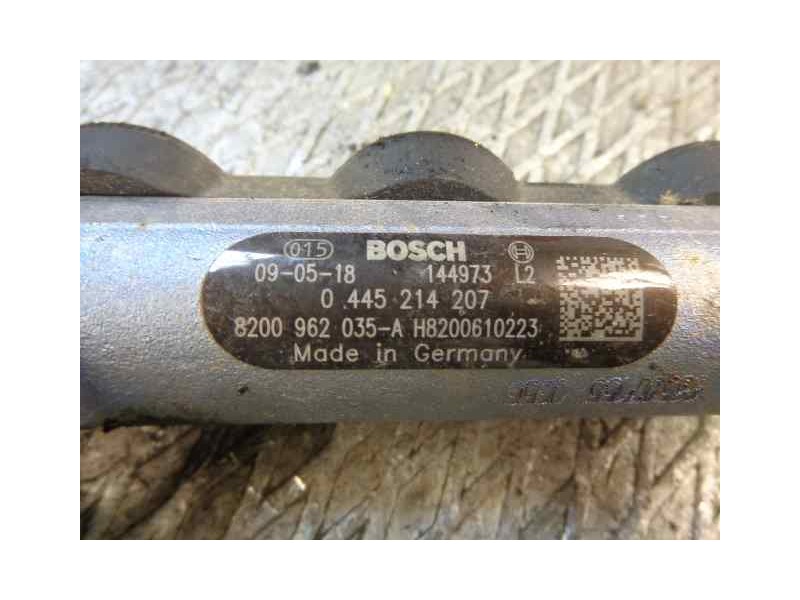 015 BOSCH
09-05-18 144973 L2
0 445 214 207
8200 962 035-A H8200610223
Made in Germany